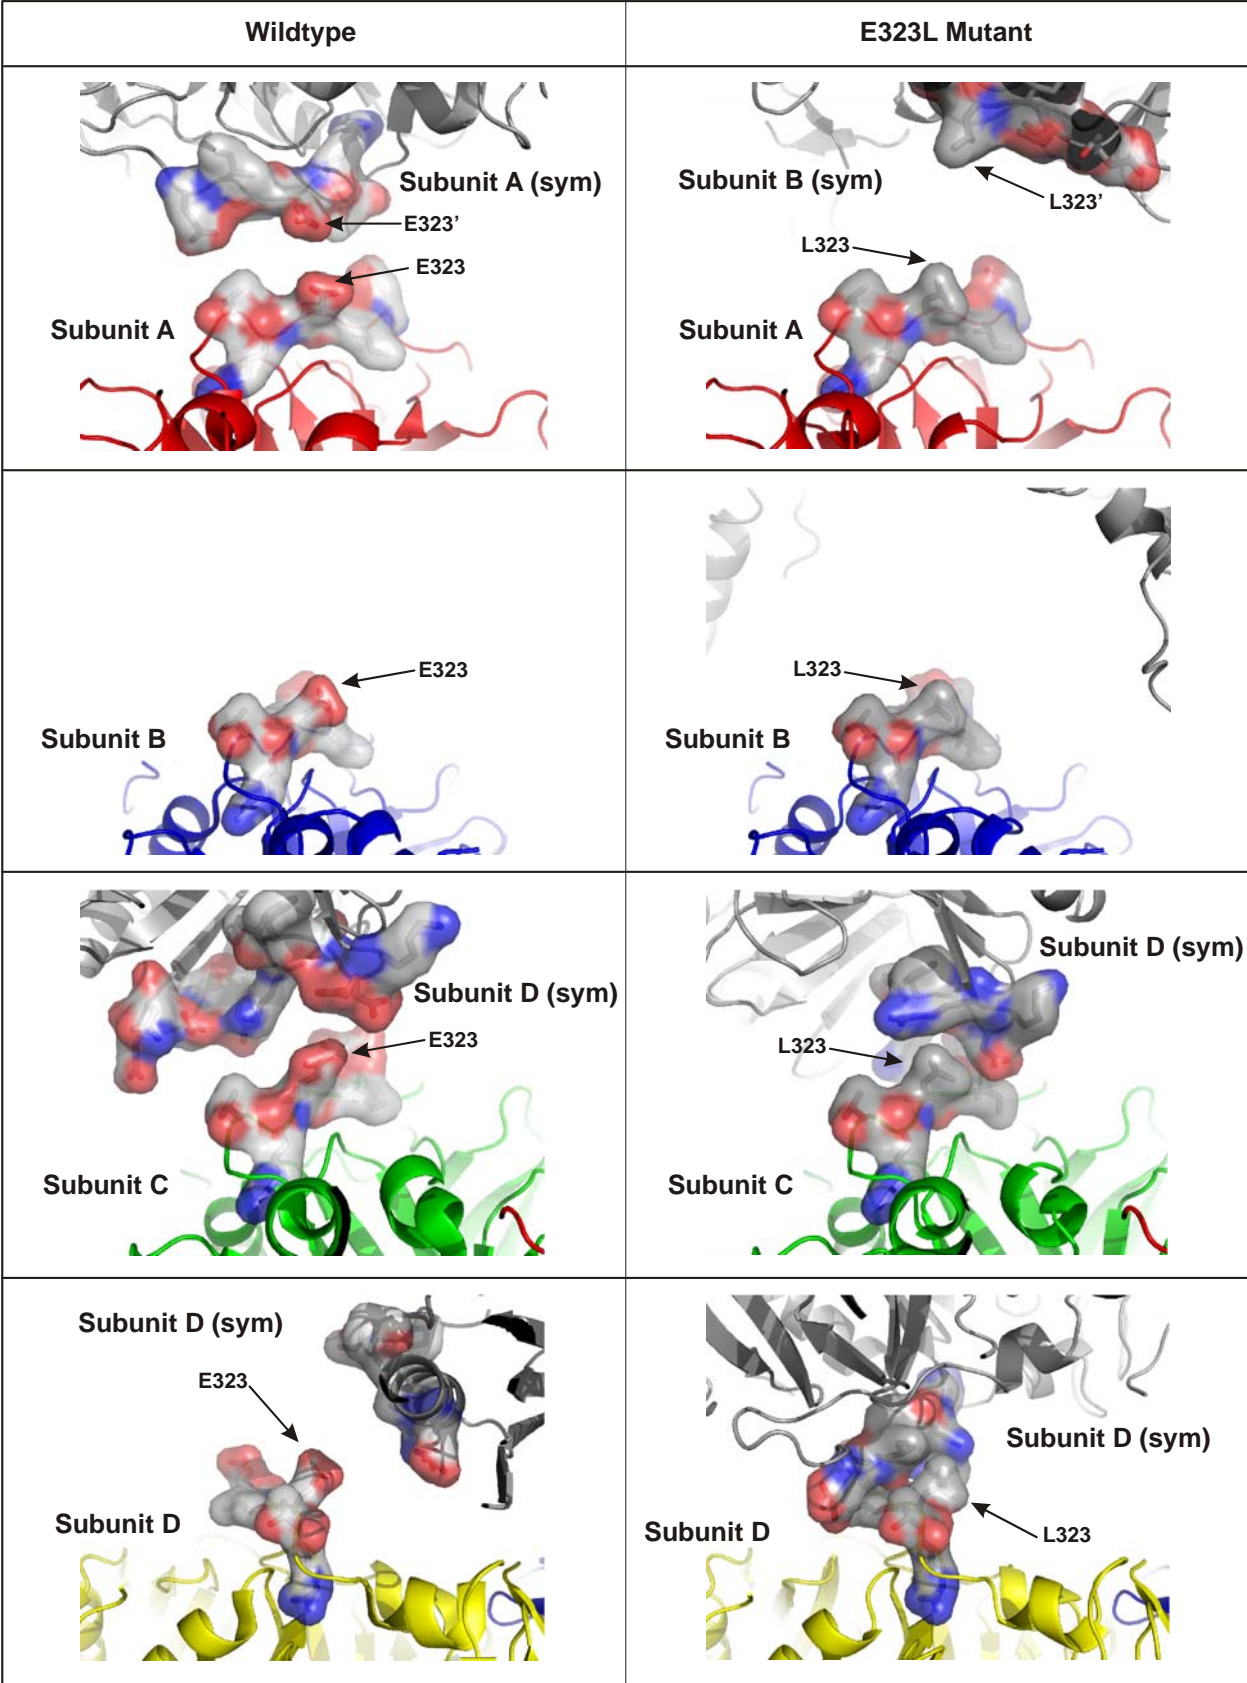 Wildtype
E323L Mutant
Subunit A (sym)
E323’
E323
Subunit A
Subunit B (sym)
L323’
L323
Subunit A
E323
Subunit B
L323
Subunit B
Subunit D (sym)
E323
Subunit C
Subunit D (sym)
L323
Subunit C
Subunit D (sym)
E323
Subunit D
Subunit D (sym)
L323
Subunit D